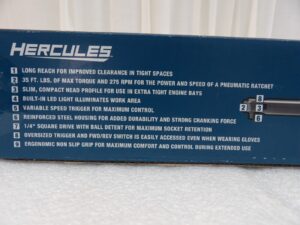 HERCULES
1 LONG REACH FOR IMPROVED CLEARANCE IN TIGHT SPACES
2 35 FT. LBS. OF MAX TORQUE AND 275 RPM FOR THE POWER AND SPEED OF A PNEUMATIC RATCHET
3 SLIM, COMPACT HEAD PROFILE FOR USE IN EXTRA TIGHT ENGINE BAYS
4 BUILT-IN LED LIGHT ILLUMINATES WORK AREA
5 VARIABLE SPEED TRIGGER FOR MAXIMUM CONTROL
6 REINFORCED STEEL HOUSING FOR ADDED DURABILITY AND STRONG CRANKING FORCE
7 1/4" SQUARE DRIVE WITH BALL DETENT FOR MAXIMUM SOCKET RETENTION
8 OVERSIZED TRIGGER AND FWD/REV SWITCH IS EASILY ACCESSED EVEN WHEN WEARING GLOVES
9 ERGONOMIC NON SLIP GRIP FOR MAXIMUM COMFORT AND CONTROL DURING EXTENDED USE
2 3
6